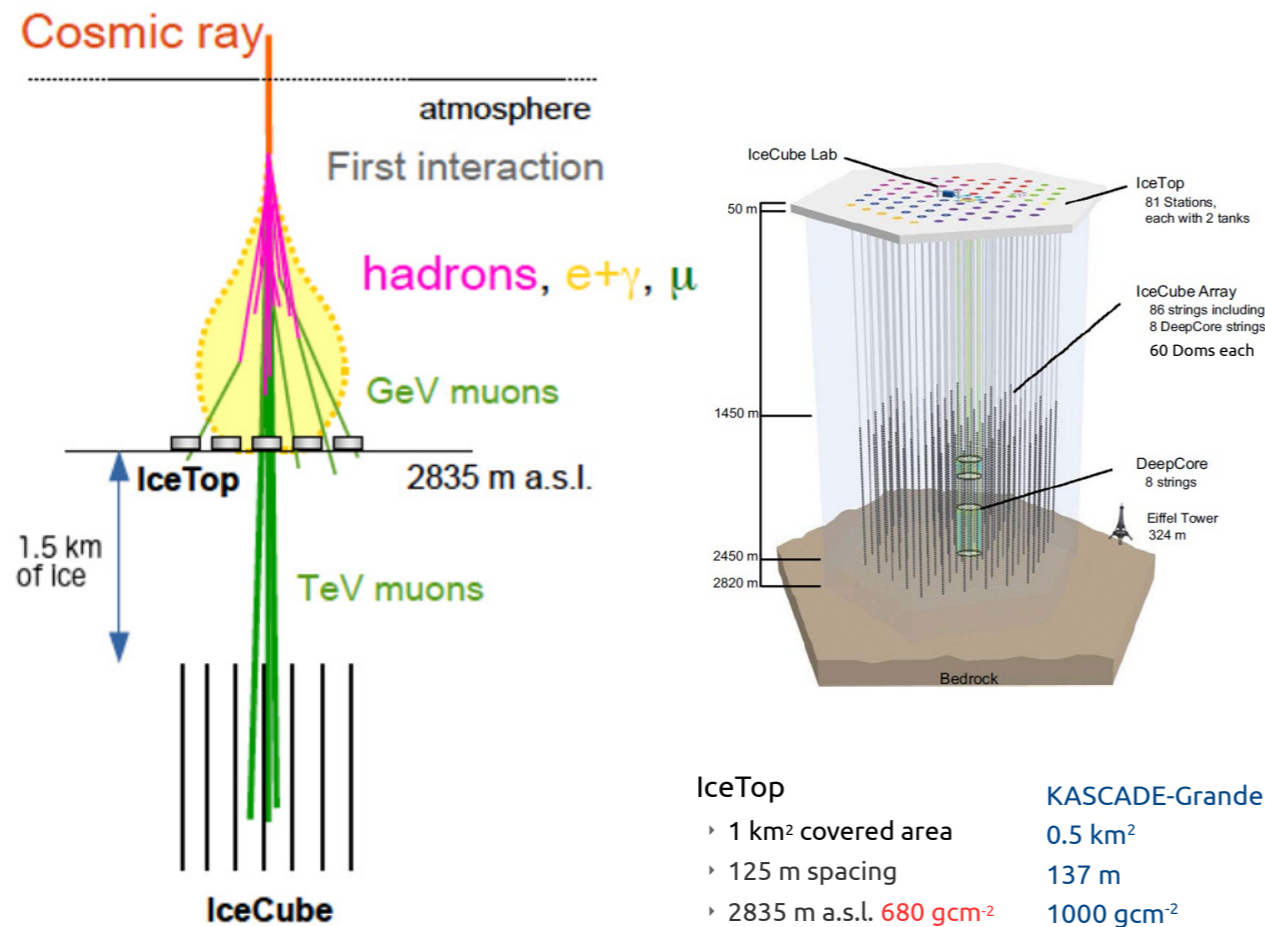 Cosmic ray
atmosphere
First interaction
hadrons, e+γ, μ
GeV muons
IceTop
2835 m a.s.l.
1.5 km
of ice
TeV muons
IceCube
IceCube Lab
IceTop
81 Stations,
each with 2 tanks
50 m
IceCube Array
86 strings including
8 DeepCore strings
60 Doms each
1450 m
DeepCore
8 strings
Eiffel Tower
324 m
2450 m
2820 m
Bedrock
IceTop
KASCADE-Grande
‣ 1 km² covered area
0.5 km²
‣ 125 m spacing
137 m
‣ 2835 m a.s.l. 680 gcm⁻²
1000 gcm⁻²